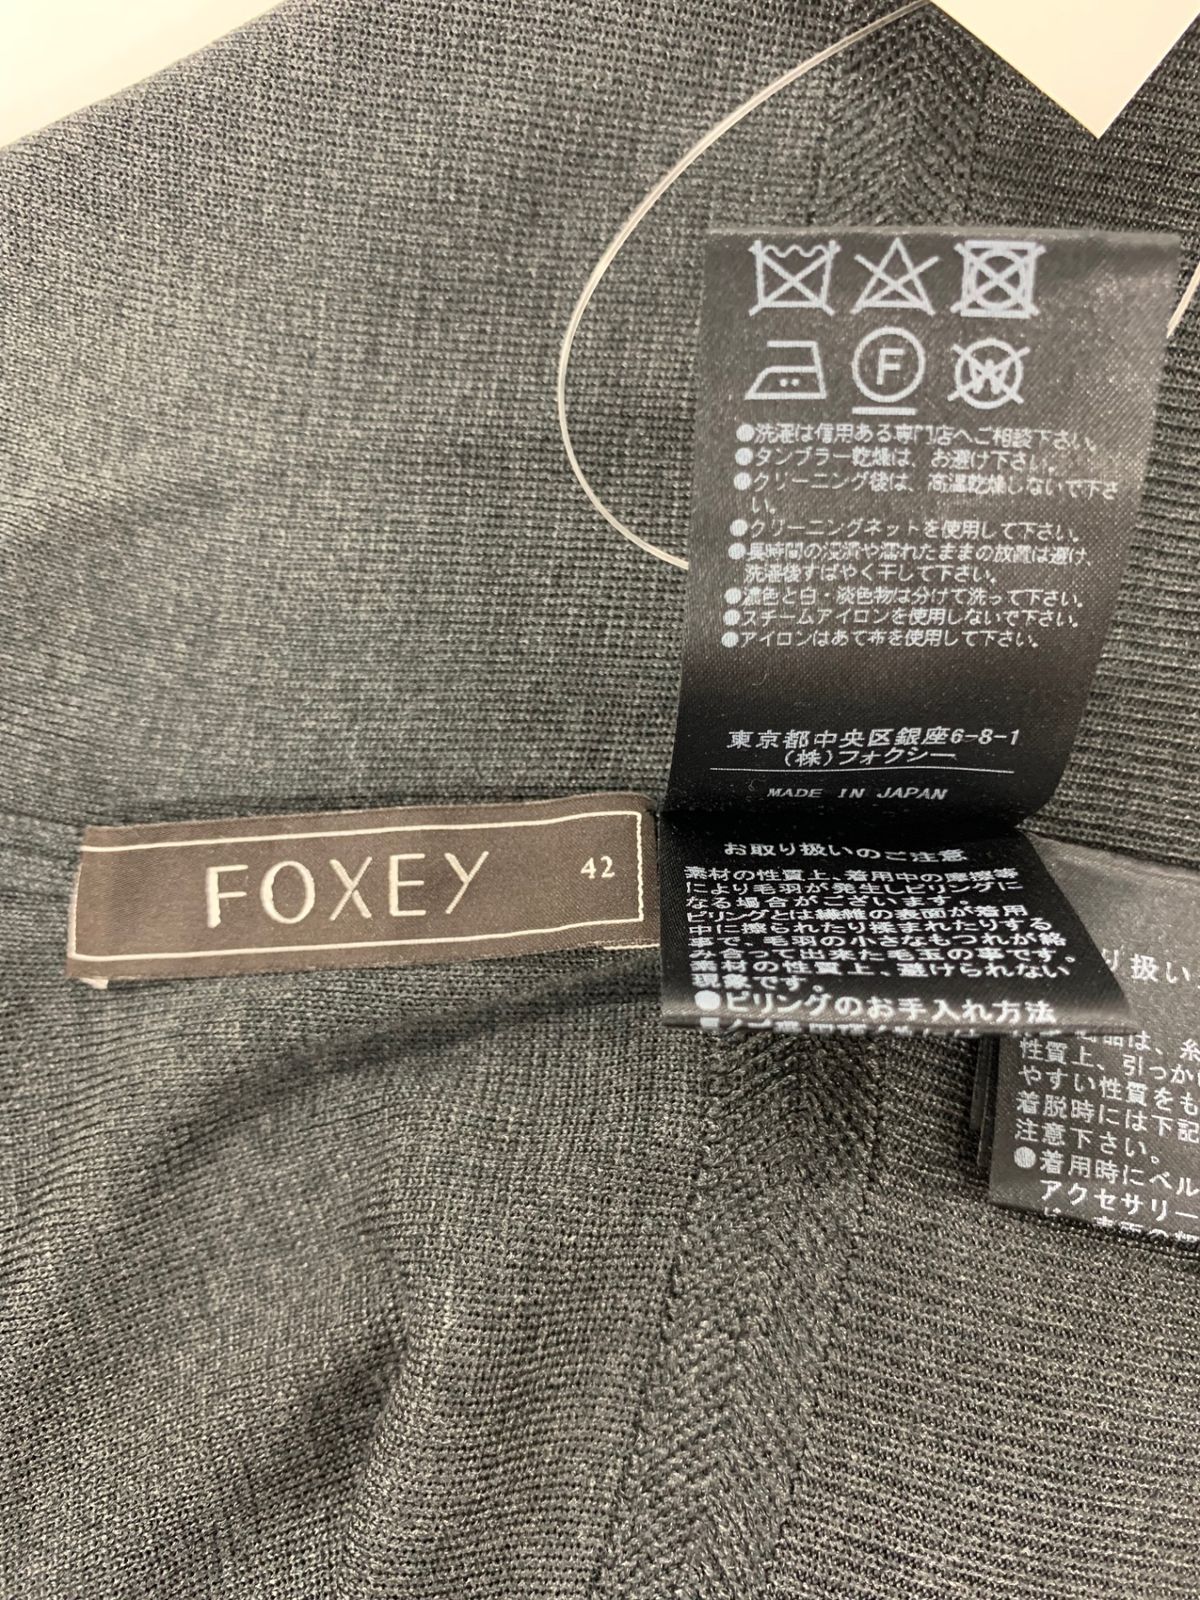 F
W
●洗濯は信用ある専門店へご相談下さい。
●タンブラー乾燥は、お避け下さい。
●クリーニング後は、高温乾燥しないで下さ
い。
●クリーニングネットを使用して下さい。
●長時間の浸漬や濡れたままの放置は避け、
洗濯後すばやく干して下さい。
●濃色と白・淡色物は分けて洗って下さい。
●スチームアイロンを使用しないで下さい。
●アイロンはあて布を使用して下さい。
東京都中央区銀座6-8-1
(株)フォクシー
MADE IN JAPAN
FOXEY 42
お取り扱いのご注意
素材の性質上、着用中の摩擦等
により毛羽が発生しピリングに
なる場合がございます。
ピリングとは繊維の表面が着用
中に擦られたり揉まれたりする
事で、毛羽の小さなもつれが絡
み合って出来た毛玉の事です。
素材の性質上、避けられない
現象です。
●ピリングのお手入れ方法
り扱い
品は、糸
性質上、引っか
やすい性質をも
着脱時には下記
注意下さい。
●着用時にベル
アクセサリー